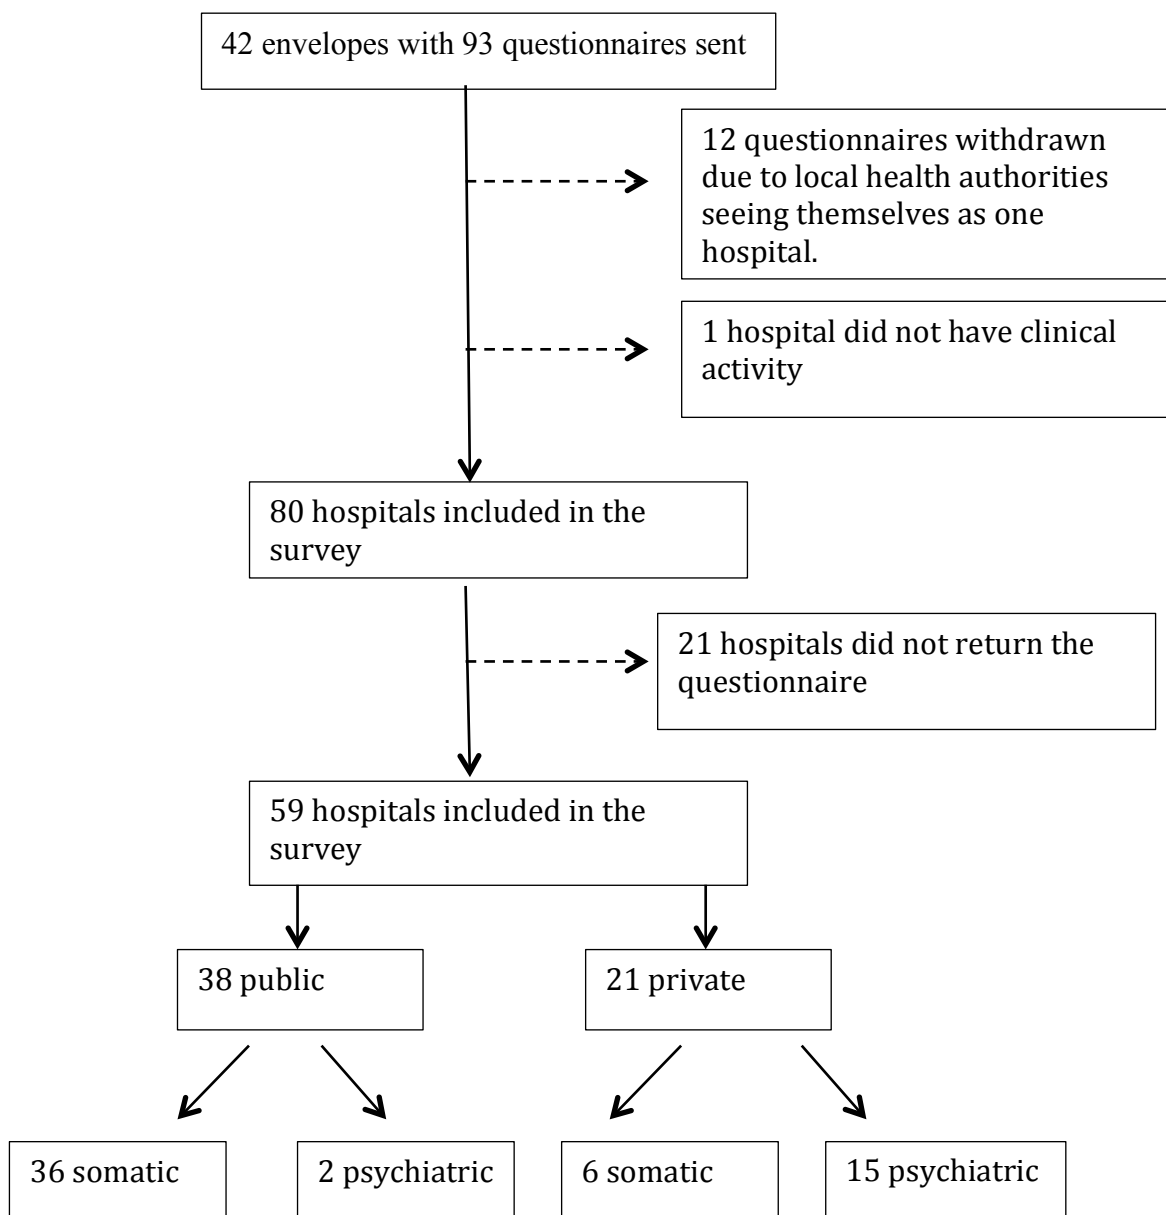 42 envelopes with 93 questionnaires sent
12 questionnaires withdrawn
due to local health authorities
seeing themselves as one
hospital.
1 hospital did not have clinical
activity
80 hospitals included in the
survey
21 hospitals did not return the
questionnaire
59 hospitals included in the
survey
38 public
21 private
36 somatic
2 psychiatric
6 somatic
15 psychiatric